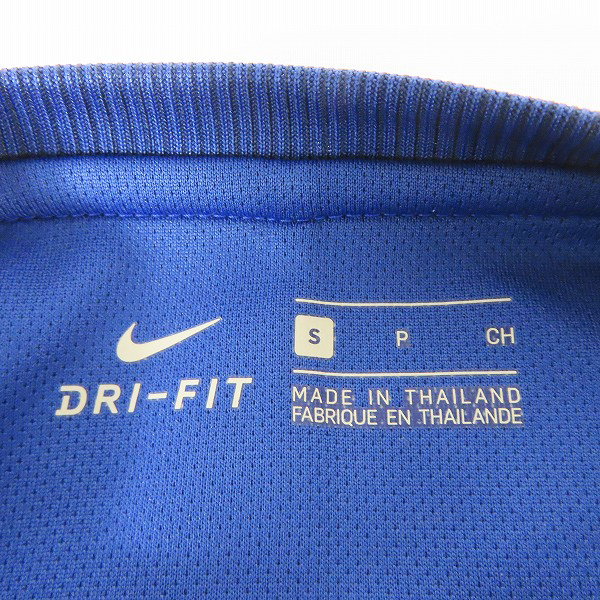 DRI-FIT
S P CH
MADE IN THAILAND
FABRIQUE EN THAILANDE